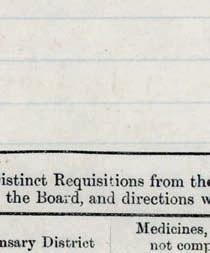 istinct Requisitions from the
the Board, and directions w
Medicines,
nsary District not comp